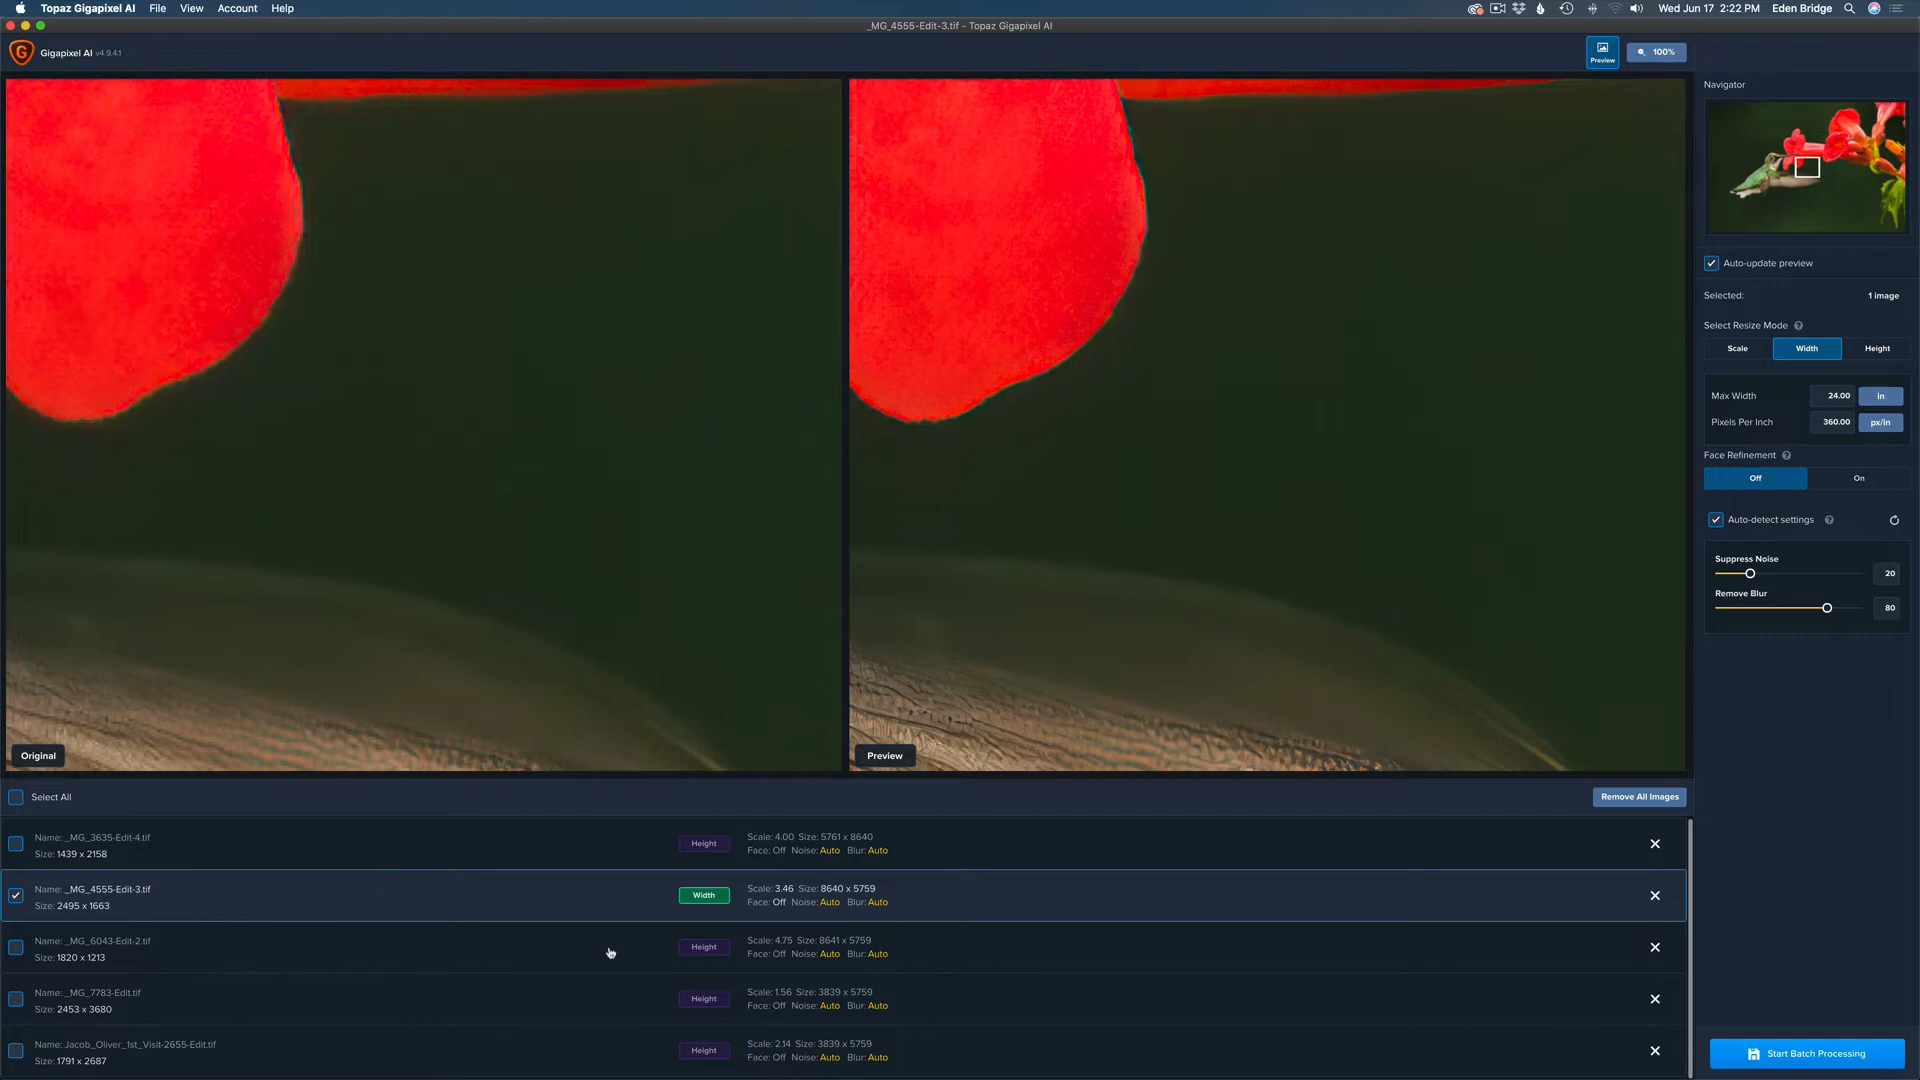 Topaz Gigapixel AI File View Account Help Wed Jun 17 2:22 PM Eden Bridge
_MG_4555-Edit-3.tif - Topaz Gigapixel AI
G Gigapixel AI v4.9.4.1
Preview
100%
Navigator
Auto-update preview
Selected: 1 image
Select Resize Mode ?
Scale Width Height
Max Width 24.00 in
Pixels Per Inch 360.00 px/in
Face Refinement ?
Off On
Auto-detect settings ?
Suppress Noise
20
Remove Blur
80
Original
Preview
Select All
Remove All Images
Name: _MG_3635-Edit-4.tif
Size: 1439 x 2158
Height
Scale: 4.00 Size: 5761 x 8640
Face: Off Noise: Auto Blur: Auto
Name: _MG_4555-Edit-3.tif
Size: 2495 x 1663
Width
Scale: 3.46 Size: 8640 x 5759
Face: Off Noise: Auto Blur: Auto
Name: _MG_6043-Edit-2.tif
Size: 1820 x 1213
Height
Scale: 4.75 Size: 8641 x 5759
Face: Off Noise: Auto Blur: Auto
Name: _MG_7783-Edit.tif
Size: 2453 x 3680
Height
Scale: 1.56 Size: 3839 x 5759
Face: Off Noise: Auto Blur: Auto
Name: Jacob_Oliver_1st_Visit-2655-Edit.tif
Size: 1791 x 2687
Height
Scale: 2.14 Size: 3839 x 5759
Face: Off Noise: Auto Blur: Auto
Start Batch Processing